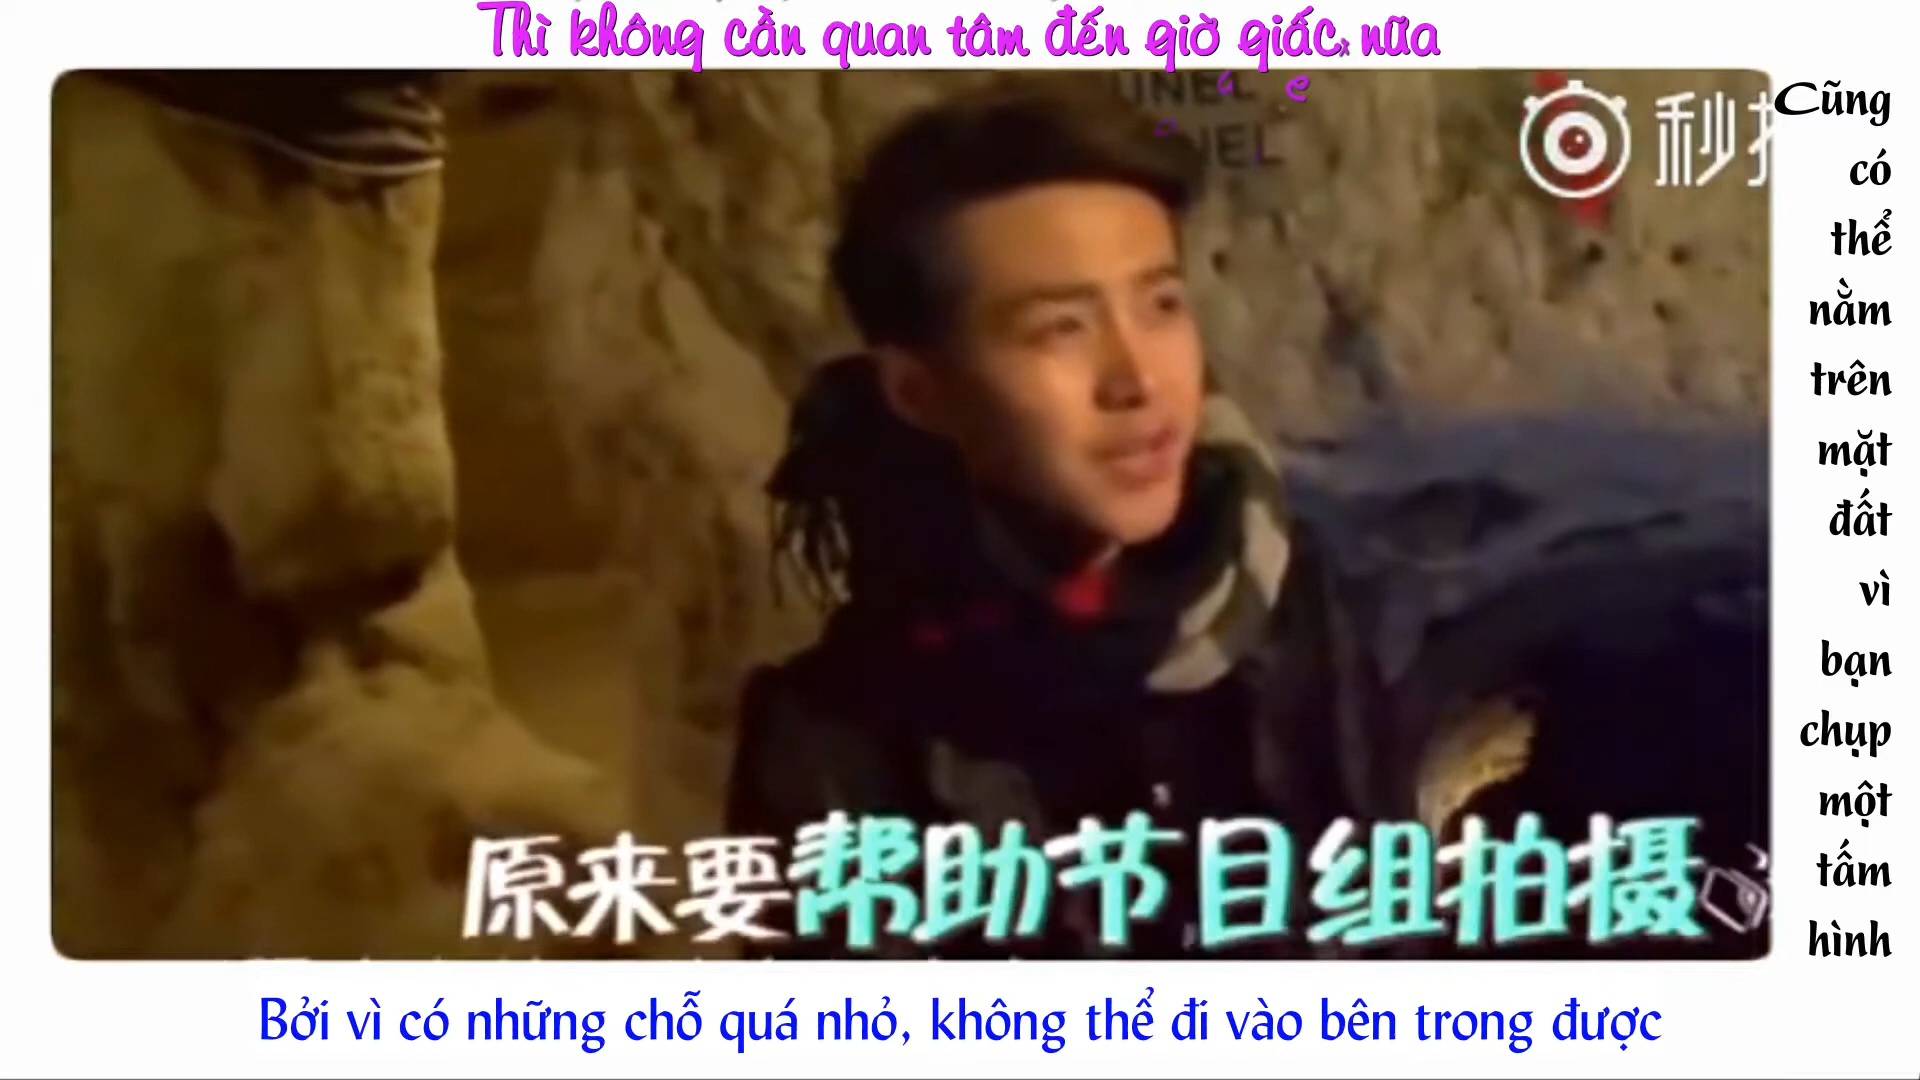 Thì không cần quan tâm đến giờ giấc nữa
秒拍
Cũng
có
thể
nằm
trên
mặt
đất
vì
bạn
chụp
một
tấm
hình
原来要帮助节目组拍摄
Bởi vì có những chỗ quá nhỏ, không thể đi vào bên trong được